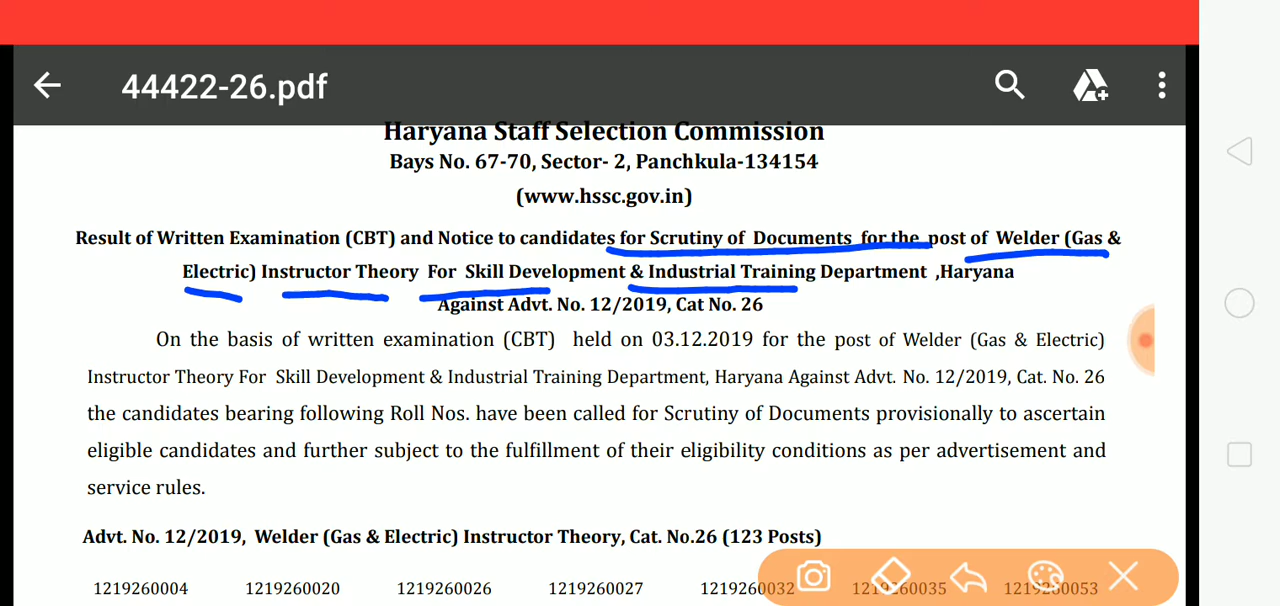 44422-26.pdf
Haryana Staff Selection Commission
Bays No. 67-70, Sector- 2, Panchkula-134154
(www.hssc.gov.in)
Result of Written Examination (CBT) and Notice to candidates for Scrutiny of Documents for the post of Welder (Gas &
Electric) Instructor Theory For Skill Development & Industrial Training Department ,Haryana
Against Advt. No. 12/2019, Cat No. 26
On the basis of written examination (CBT) held on 03.12.2019 for the post of Welder (Gas & Electric)
Instructor Theory For Skill Development & Industrial Training Department, Haryana Against Advt. No. 12/2019, Cat. No. 26
the candidates bearing following Roll Nos. have been called for Scrutiny of Documents provisionally to ascertain
eligible candidates and further subject to the fulfillment of their eligibility conditions as per advertisement and
service rules.
Advt. No. 12/2019, Welder (Gas & Electric) Instructor Theory, Cat. No.26 (123 Posts)
1219260004 1219260020 1219260026 1219260027 1219260032 1219260035 1219260053